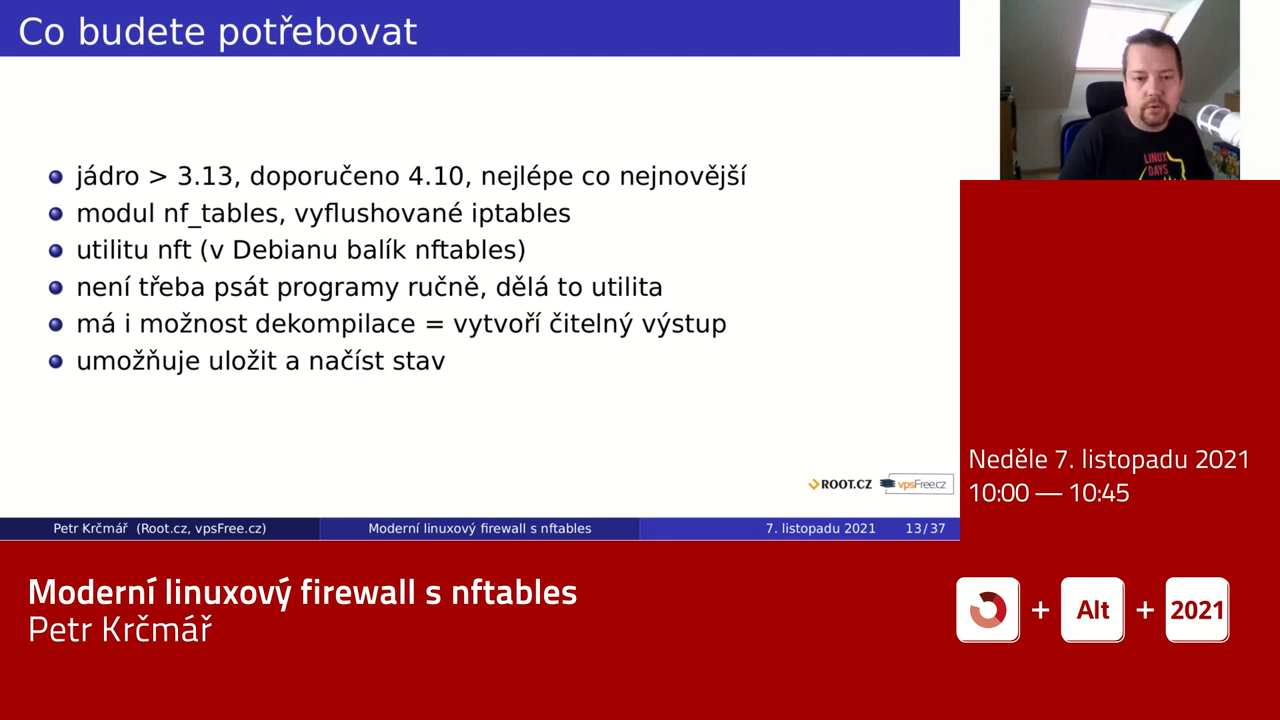 Co budete potřebovat
jádro > 3.13, doporučeno 4.10, nejlépe co nejnovější
modul nf_tables, vyflushované iptables
utilitu nft (v Debianu balík nftables)
není třeba psát programy ručně, dělá to utilita
má i možnost dekompilace = vytvoří čitelný výstup
umožňuje uložit a načíst stav
ROOT.CZ
vpsFree.cz
Petr Krčmář (Root.cz, vpsFree.cz)
Moderní linuxový firewall s nftables
7. listopadu 2021
13/37
LINUX
DAYS
Neděle 7. listopadu 2021
10:00 — 10:45
Moderní linuxový firewall s nftables
Petr Krčmář
+ Alt + 2021